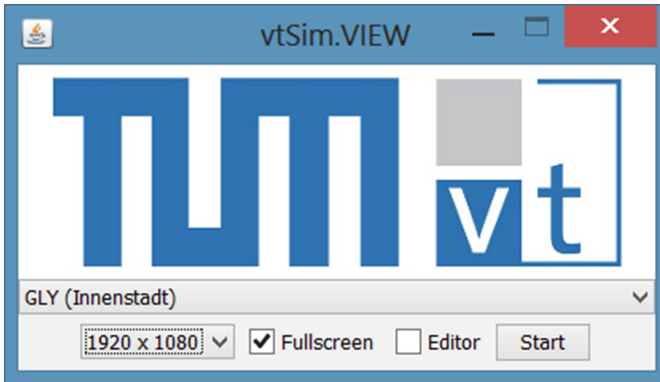 vtSim.VIEW
TUM vt
GLY (Innenstadt)
1920 x 1080 Fullscreen Editor Start